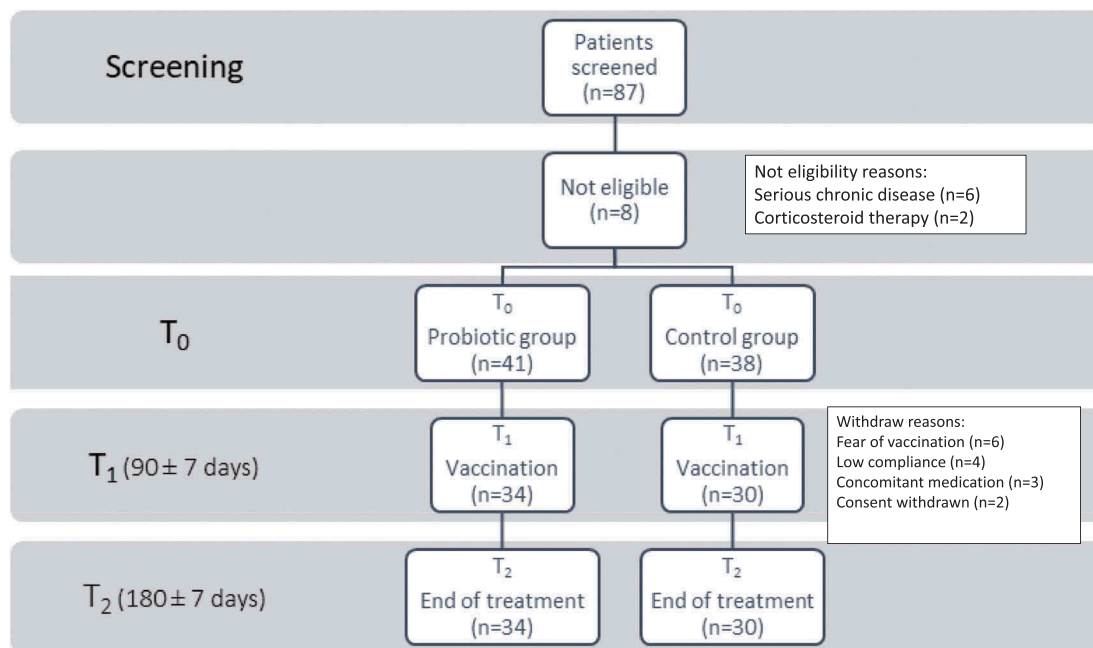 Screening
Patients
screened
(n=87)
Not eligible
(n=8)
Not eligibility reasons:
Serious chronic disease (n=6)
Corticosteroid therapy (n=2)
T0
T0
Probiotic group
(n=41)
T0
Control group
(n=38)
T1 (90 ± 7 days)
T1
Vaccination
(n=34)
T1
Vaccination
(n=30)
Withdraw reasons:
Fear of vaccination (n=6)
Low compliance (n=4)
Concomitant medication (n=3)
Consent withdrawn (n=2)
T2 (180 ± 7 days)
T2
End of treatment
(n=34)
T2
End of treatment
(n=30)